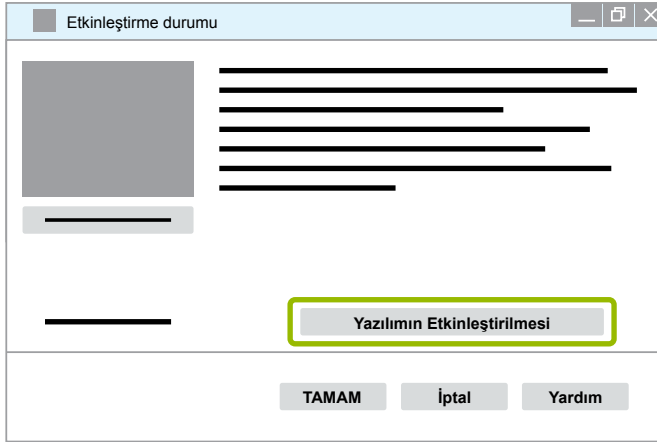 Etkinleştirme durumu
Yazılımın Etkinleştirilmesi
TAMAM İptal Yardım